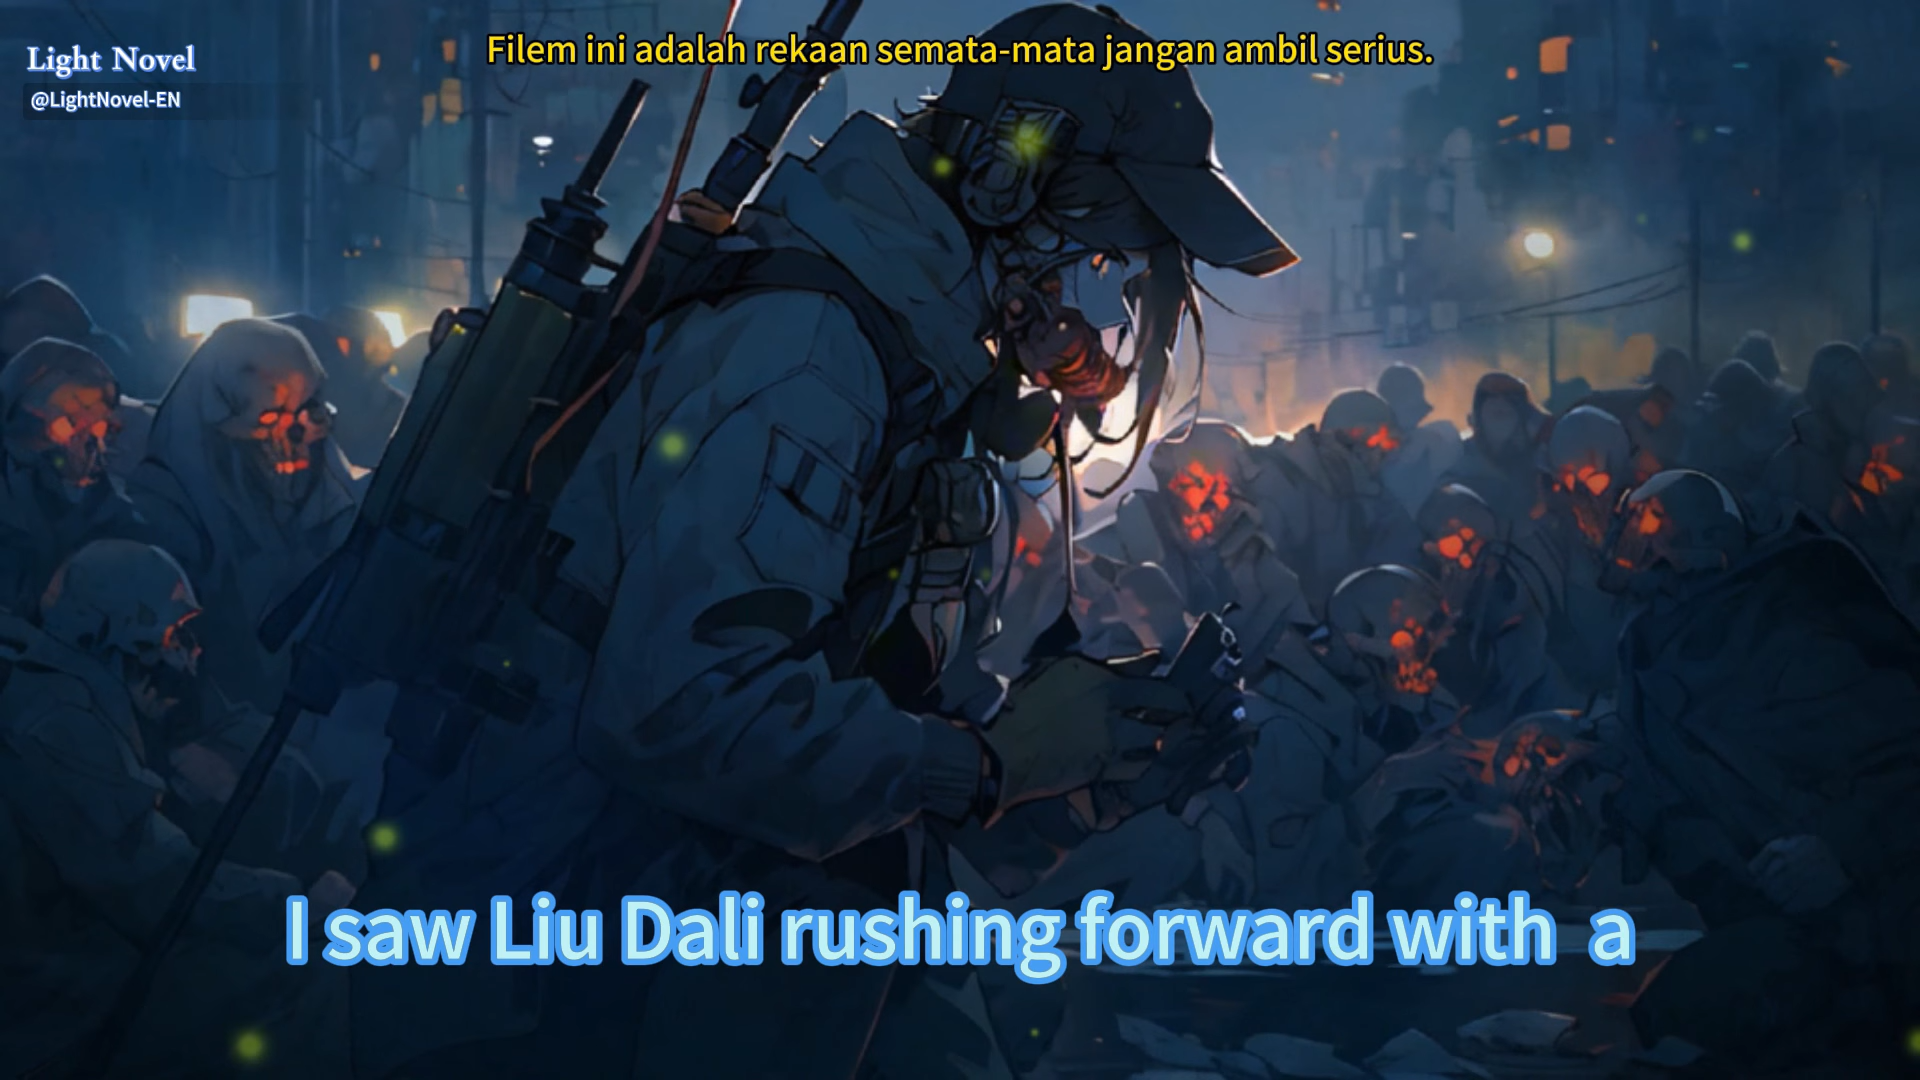 Light Novel
@LightNovel-EN
Filem ini adalah rekaan semata-mata jangan ambil serius.
I saw Liu Dali rushing forward with a